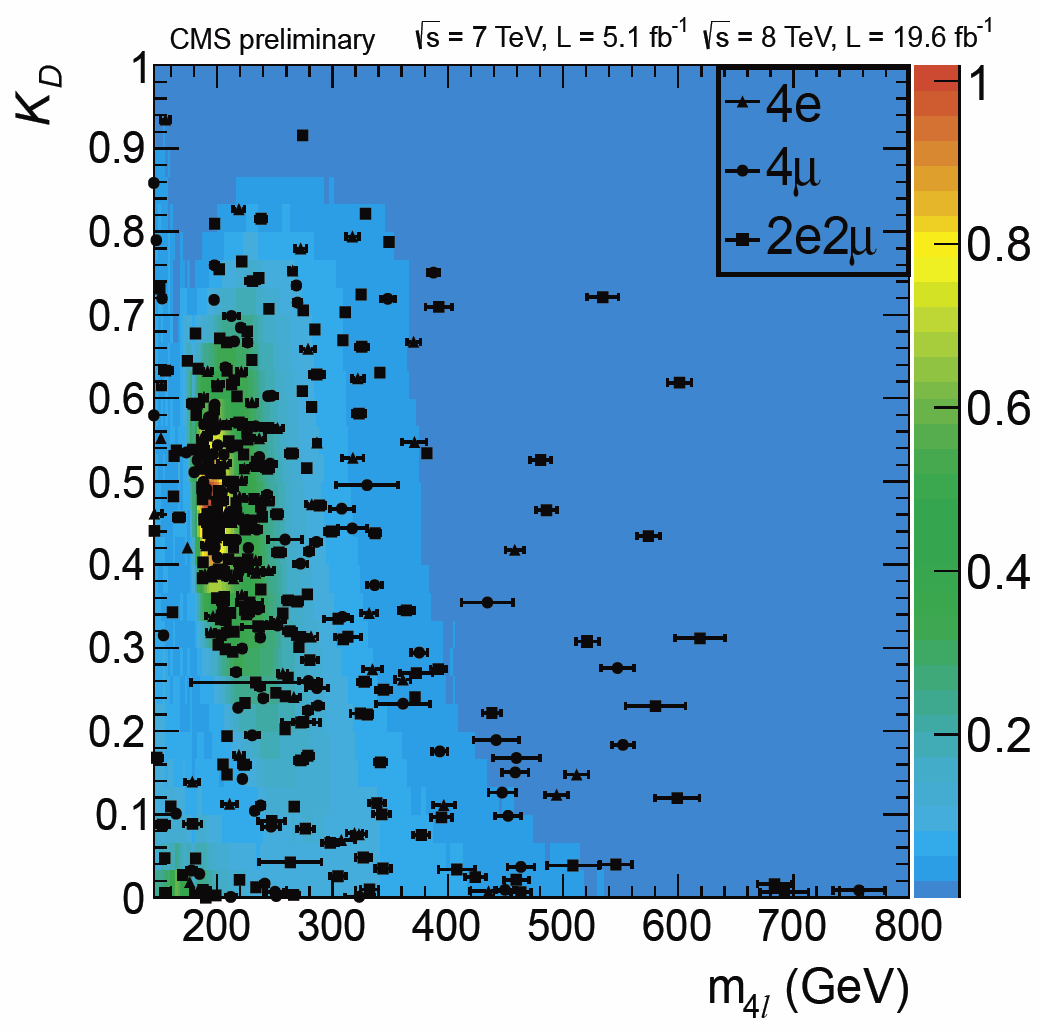 CMS preliminary √s = 7 TeV, L = 5.1 fb⁻¹ √s = 8 TeV, L = 19.6 fb⁻¹
K_D
1
0.9
0.8
0.7
0.6
0.5
0.4
0.3
0.2
0.1
0
4e
4μ
2e2μ
1
0.8
0.6
0.4
0.2
200 300 400 500 600 700 800
m_4l (GeV)